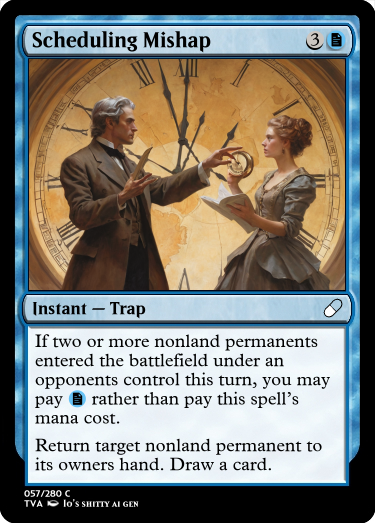 Scheduling Mishap 3
Instant — Trap
If two or more nonland permanents
entered the battlefield under an
opponents control this turn, you may
pay rather than pay this spell's
mana cost.
Return target nonland permanent to
its owners hand. Draw a card.
057/280 C
TVA Io's shitty ai gen